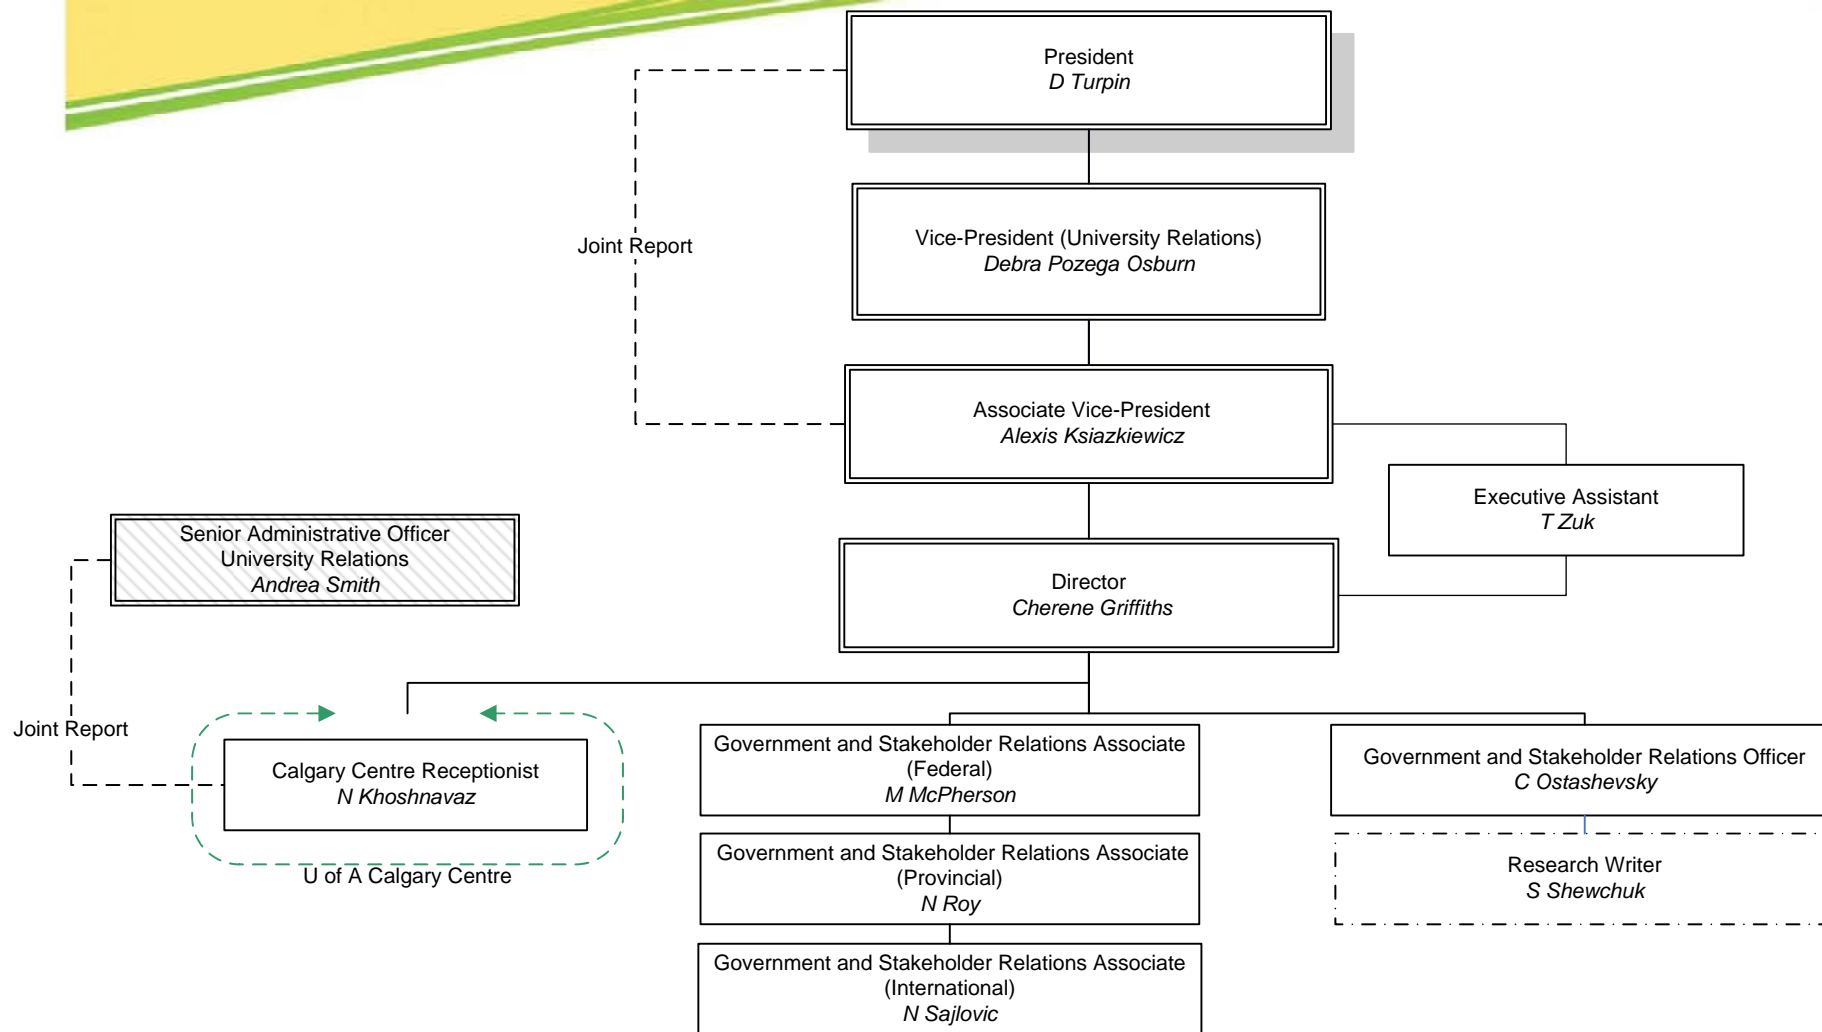 President
D Turpin
Joint Report
Vice-President (University Relations)
Debra Pozega Osburn
Associate Vice-President
Alexis Ksiazkiewicz
Executive Assistant
T Zuk
Senior Administrative Officer
University Relations
Andrea Smith
Director
Cherene Griffiths
Joint Report
Calgary Centre Receptionist
N Khoshnavaz
U of A Calgary Centre
Government and Stakeholder Relations Associate
(Federal)
M McPherson
Government and Stakeholder Relations Associate
(Provincial)
N Roy
Government and Stakeholder Relations Associate
(International)
N Sajlovic
Government and Stakeholder Relations Officer
C Ostashevsky
Research Writer
S Shewchuk